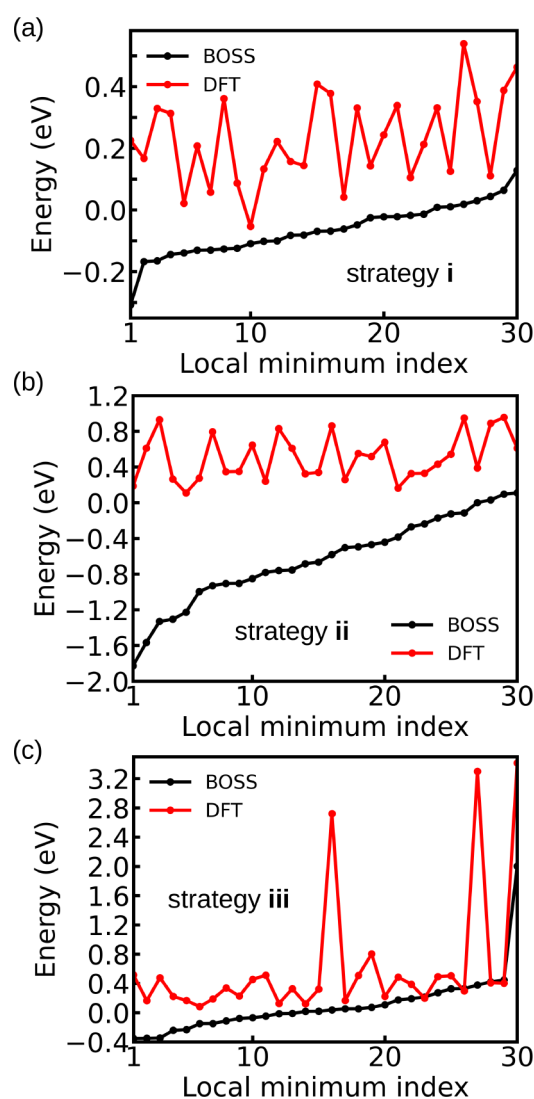 (a)
BOSS
DFT
0.4
0.2
0.0
−0.2
Energy (eV)
strategy i
1 10 20 30
Local minimum index
(b)
1.2
0.8
0.4
0.0
−0.4
−0.8
−1.2
−1.6
−2.0
Energy (eV)
strategy ii
BOSS
DFT
1 10 20 30
Local minimum index
(c)
BOSS
DFT
3.2
2.8
2.4
2.0
1.6
1.2
0.8
0.4
0.0
−0.4
Energy (eV)
strategy iii
1 10 20 30
Local minimum index